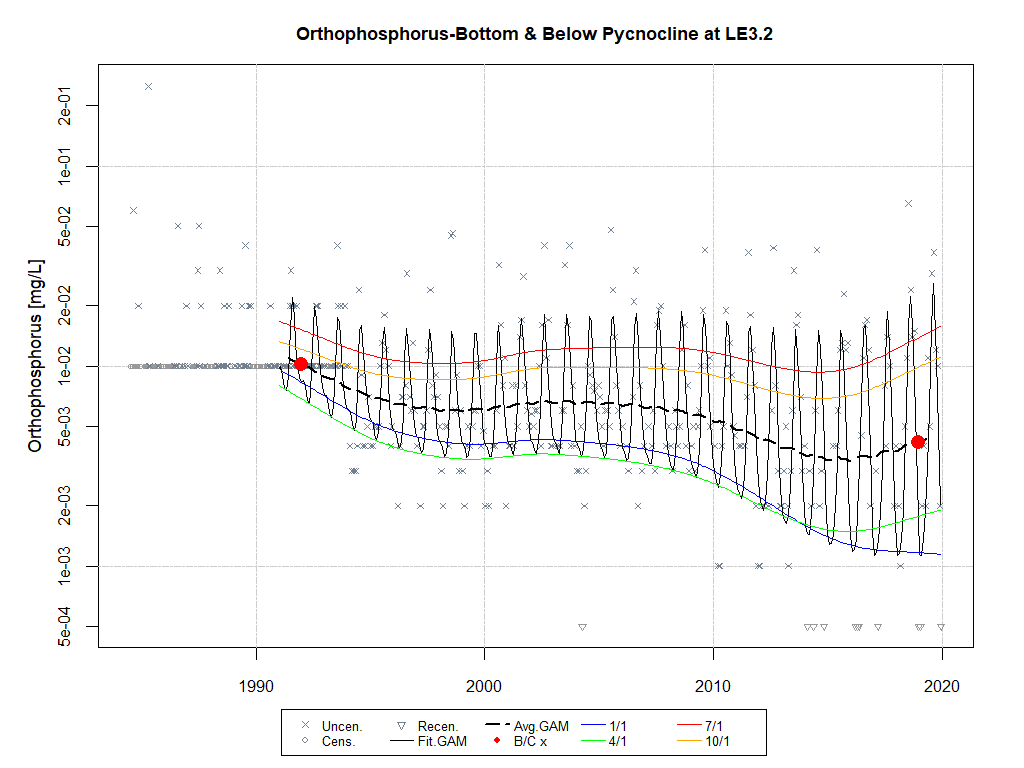 Orthophosphorus-Bottom & Below Pycnocline at LE3.2
Orthophosphorus [mg/L]
2e-01
1e-01
5e-02
2e-02
1e-02
5e-03
2e-03
1e-03
5e-04
1990 2000 2010 2020
Uncen. Recen. Avg.GAM 1/1 7/1
Cens. Fit.GAM B/C x 4/1 10/1